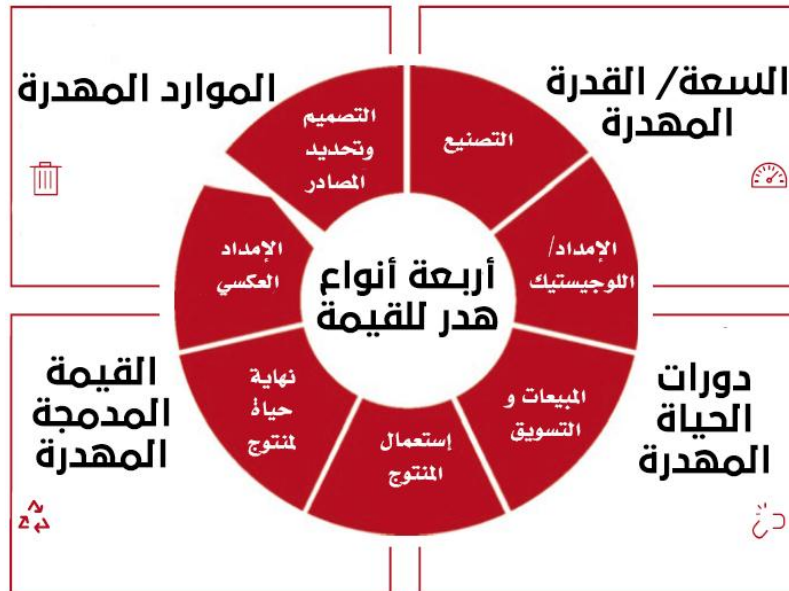 السعة/ القدرة
المهدرة
الموارد المهدرة
التصميم
وتحديد
المصادر
التصنيع
الإمداد/
اللوجيستيك
الإمداد
العكسي
أربعة أنواع
هدر للقيمة
دورات
الحياة
المهدرة
القيمة
المدمجة
المهدرة
المبيعات و
التسويق
إستعمال
المنتوج
نهاية
حياة
لمنتوج